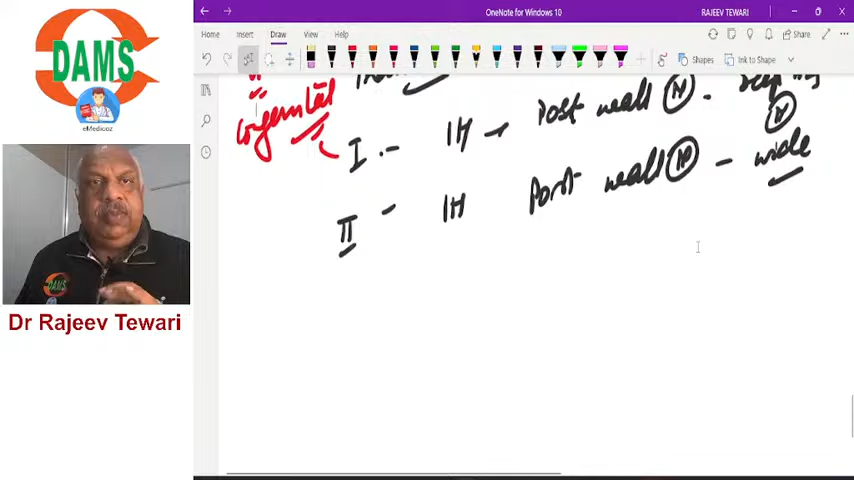 DAMS
eMedicoz
Dr Rajeev Tewari
OneNote for Windows 10
RAJEEV TEWARI
Home Insert Draw View Help
Share
Shapes Ink to Shape
congenital
I - IH → Post wall N -
II - IH Post wall N - wide